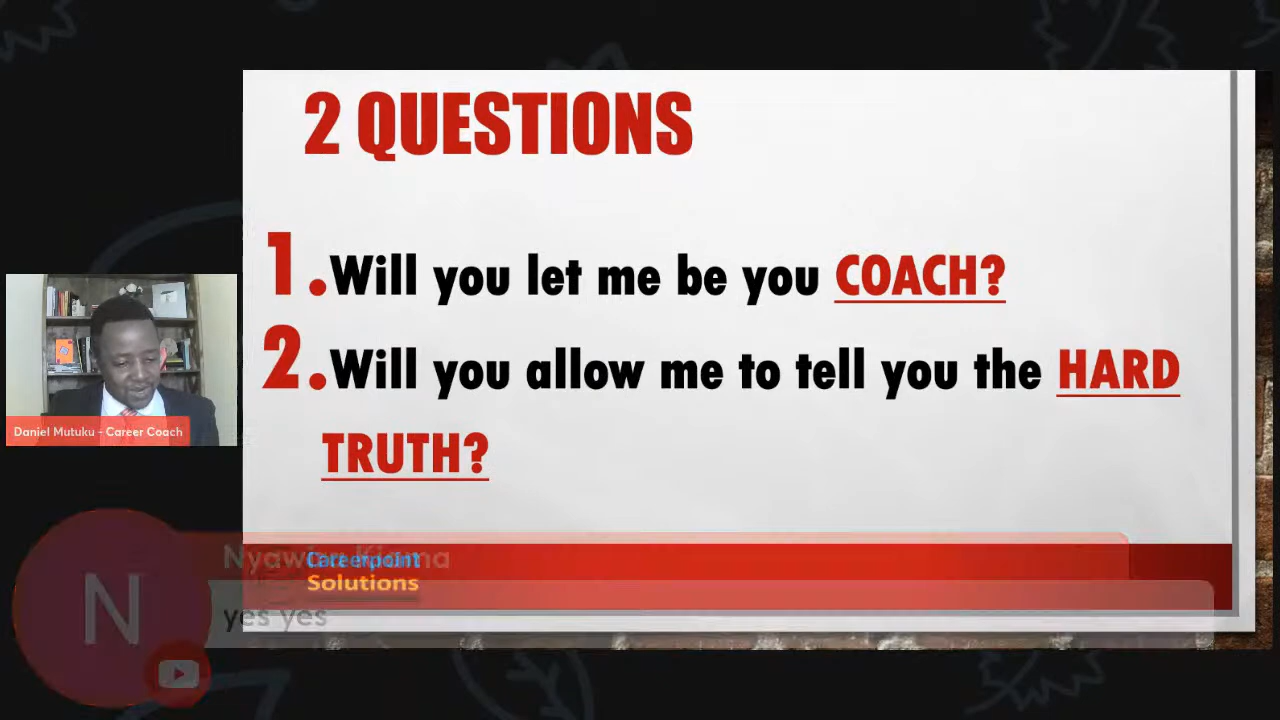 2 QUESTIONS
1.Will you let me be you COACH?
2.Will you allow me to tell you the HARD
TRUTH?
Daniel Mutuku - Career Coach
Careerpoint
Solutions
N
yes yes